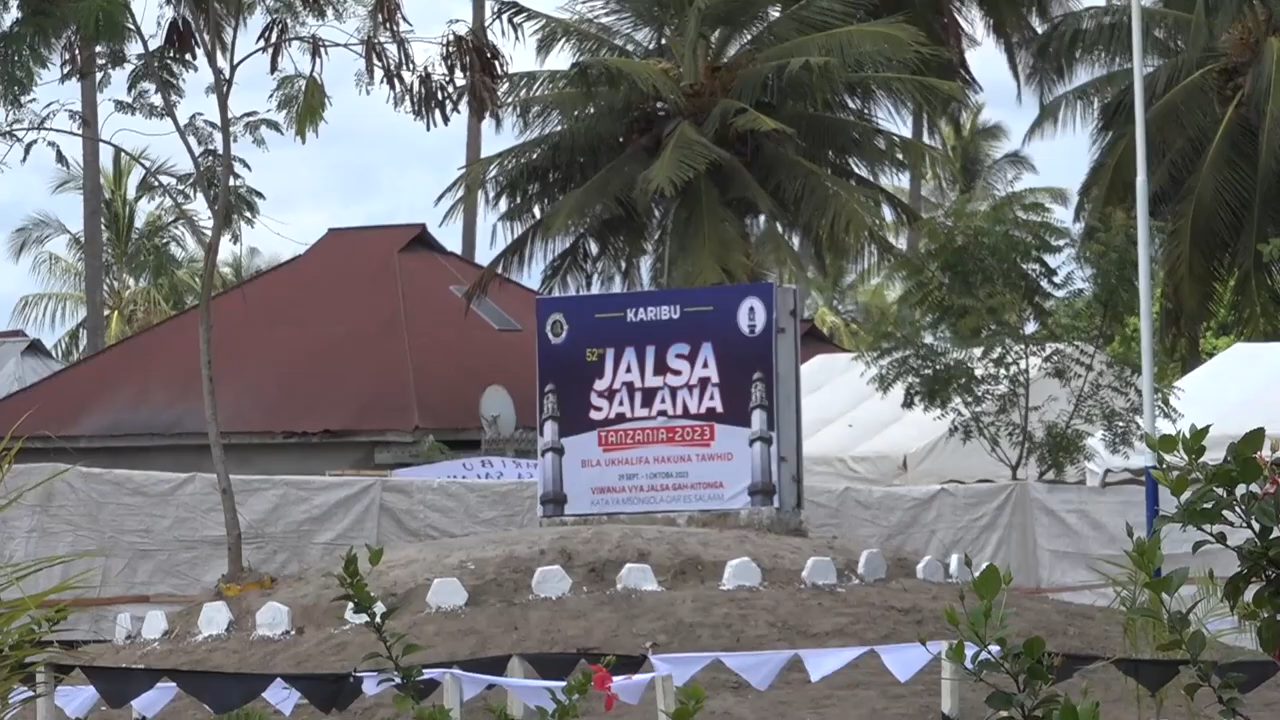 KARIBU
52nd
JALSA
SALANA
TANZANIA-2023
BILA UKHALIFA HAKUNA TAWHID
29 SEPT. - 1 OKTOBA 2023
VIWANJA VYA JALSA GAH-KITONGA
KATA YA MSONGOLA-DAR ES SALAAM